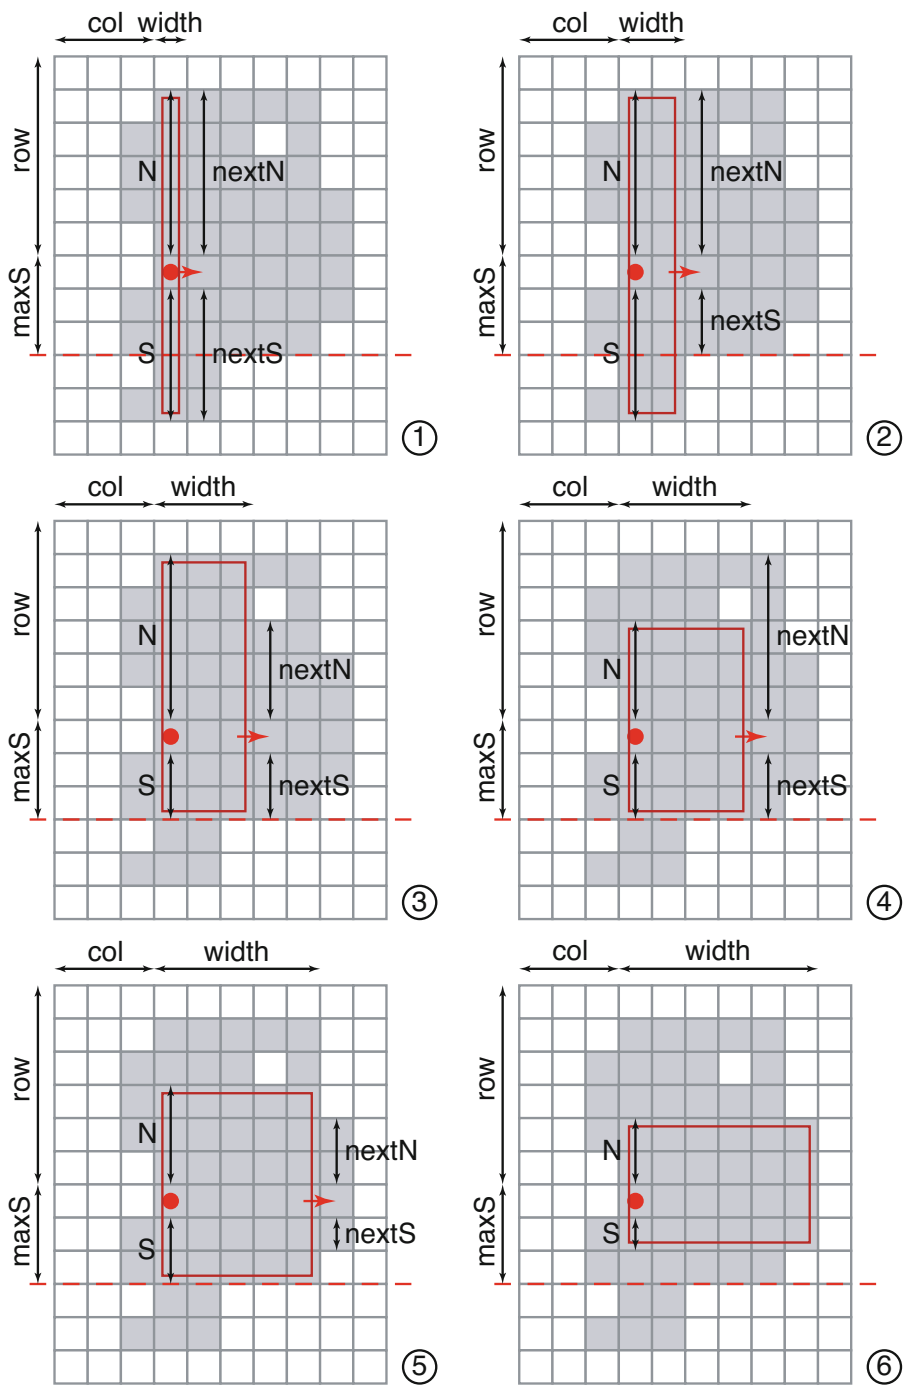 col width
row
N
nextN
maxS
S
nextS
1
col
width
row
N
nextN
maxS
nextS
S
2
col
width
row
N
nextN
maxS
S
nextS
3
col
width
row
nextN
N
maxS
S
nextS
4
col
width
row
N
nextN
maxS
nextS
S
5
col
width
row
N
maxS
S
6